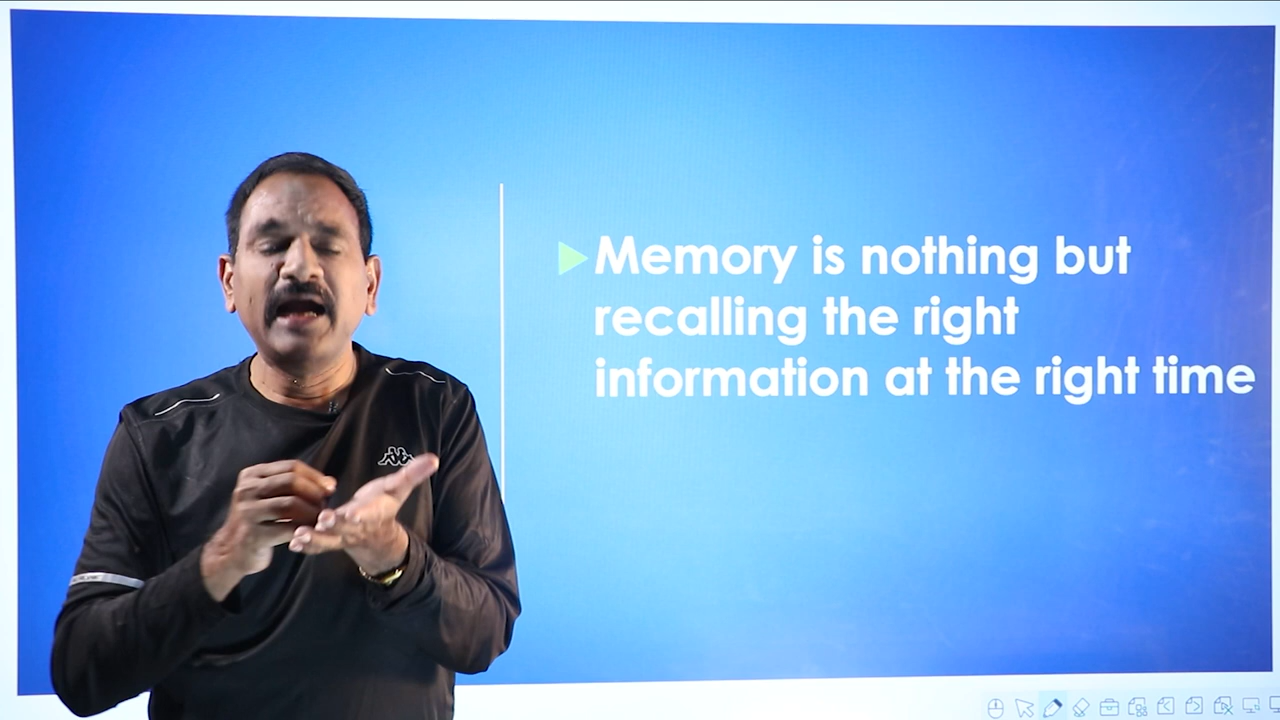 Memory is nothing but
recalling the right
information at the right time